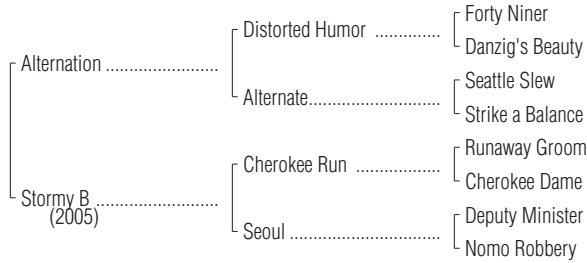 Forty Niner
Distorted Humor ..............
Danzig's Beauty
Alternation .........................
Seattle Slew
Alternate.............................
Strike a Balance
Runaway Groom
Cherokee Run ..................
Cherokee Dame
Stormy B ...........................
(2005)
Deputy Minister
Seoul .................................
Nomo Robbery